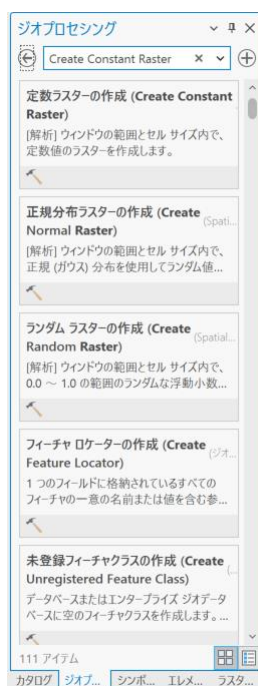 ジオプロセシング
Create Constant Raster
定数ラスターの作成 (Create Constant
Raster)
[解析] ウィンドウの範囲とセル サイズ内で、
定数値のラスターを作成します。
正規分布ラスターの作成 (Create
Normal Raster)
(Spati...
[解析] ウィンドウの範囲とセル サイズ内で、
正規 (ガウス) 分布を使用してランダム値...
ランダム ラスターの作成 (Create
Random Raster)
(Spatial...
[解析] ウィンドウの範囲とセル サイズ内で、
0.0 ～ 1.0 の範囲のランダムな浮動小数...
フィーチャ ロケーターの作成 (Create
Feature Locator)
(ジオ...
1 つのフィールドに格納されているすべての
フィーチャの一意の名前または値を含む参...
未登録フィーチャクラスの作成 (Create
Unregistered Feature Class)
(...
データベースまたはエンタープライズ ジオデータ
ベースに空のフィーチャクラスを作成します。...
111 アイテム
カタログ ジオプ... シンボ... エレメ... ラスタ...